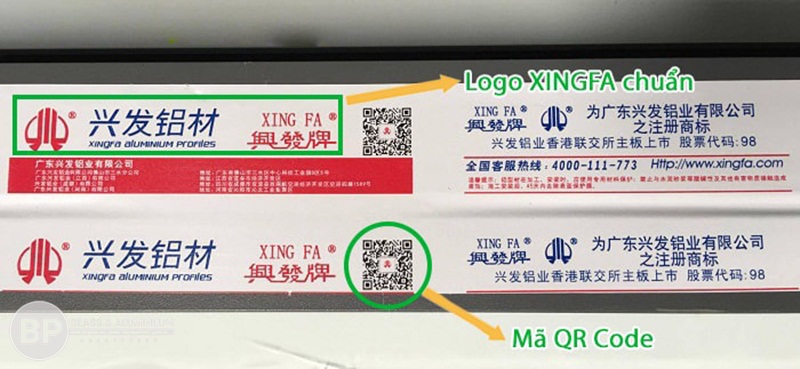 Logo XINGFA chuẩn
兴发铝材
xingfa aluminium profiles
XING FA®
興發牌
XING FA®
興發牌
为广东兴发铝业有限公司
之注册商标
兴发铝业香港联交所主板上市 股票代码:98
广东兴发铝业有限公司
全国客服热线:4000-111-773 Http://www.xingfa.com
兴发铝材
xingfa aluminium profiles
XING FA®
興發牌
XING FA®
興發牌
为广东兴发铝业有限公司
之注册商标
兴发铝业香港联交所主板上市 股票代码:98
BP
Mã QR Code